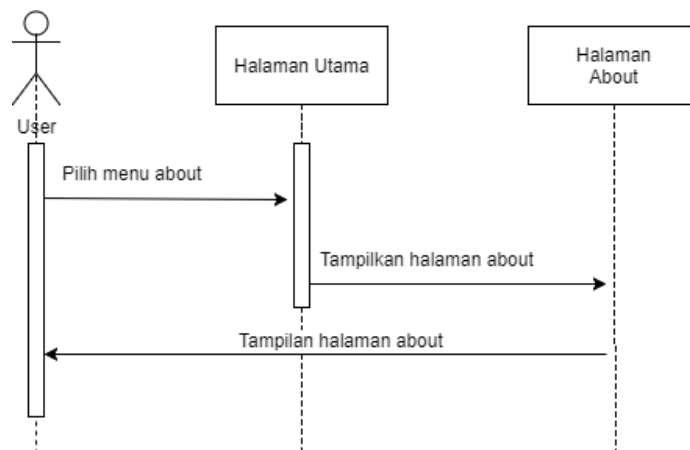 Halaman Utama
Halaman
About
User
Pilih menu about
Tampilkan halaman about
Tampilan halaman about